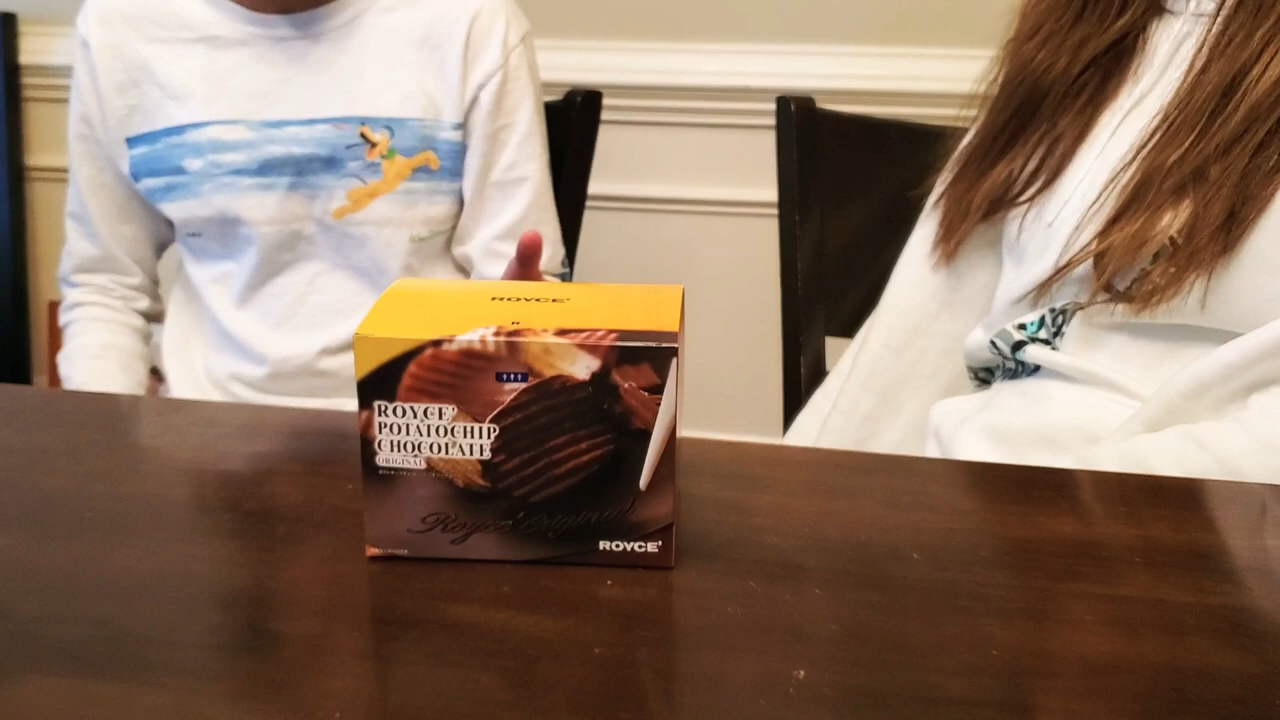 ROYCE'
ROYCE'
POTATOCHIP
CHOCOLATE
ORIGINAL
Royce' Original
ROYCE'